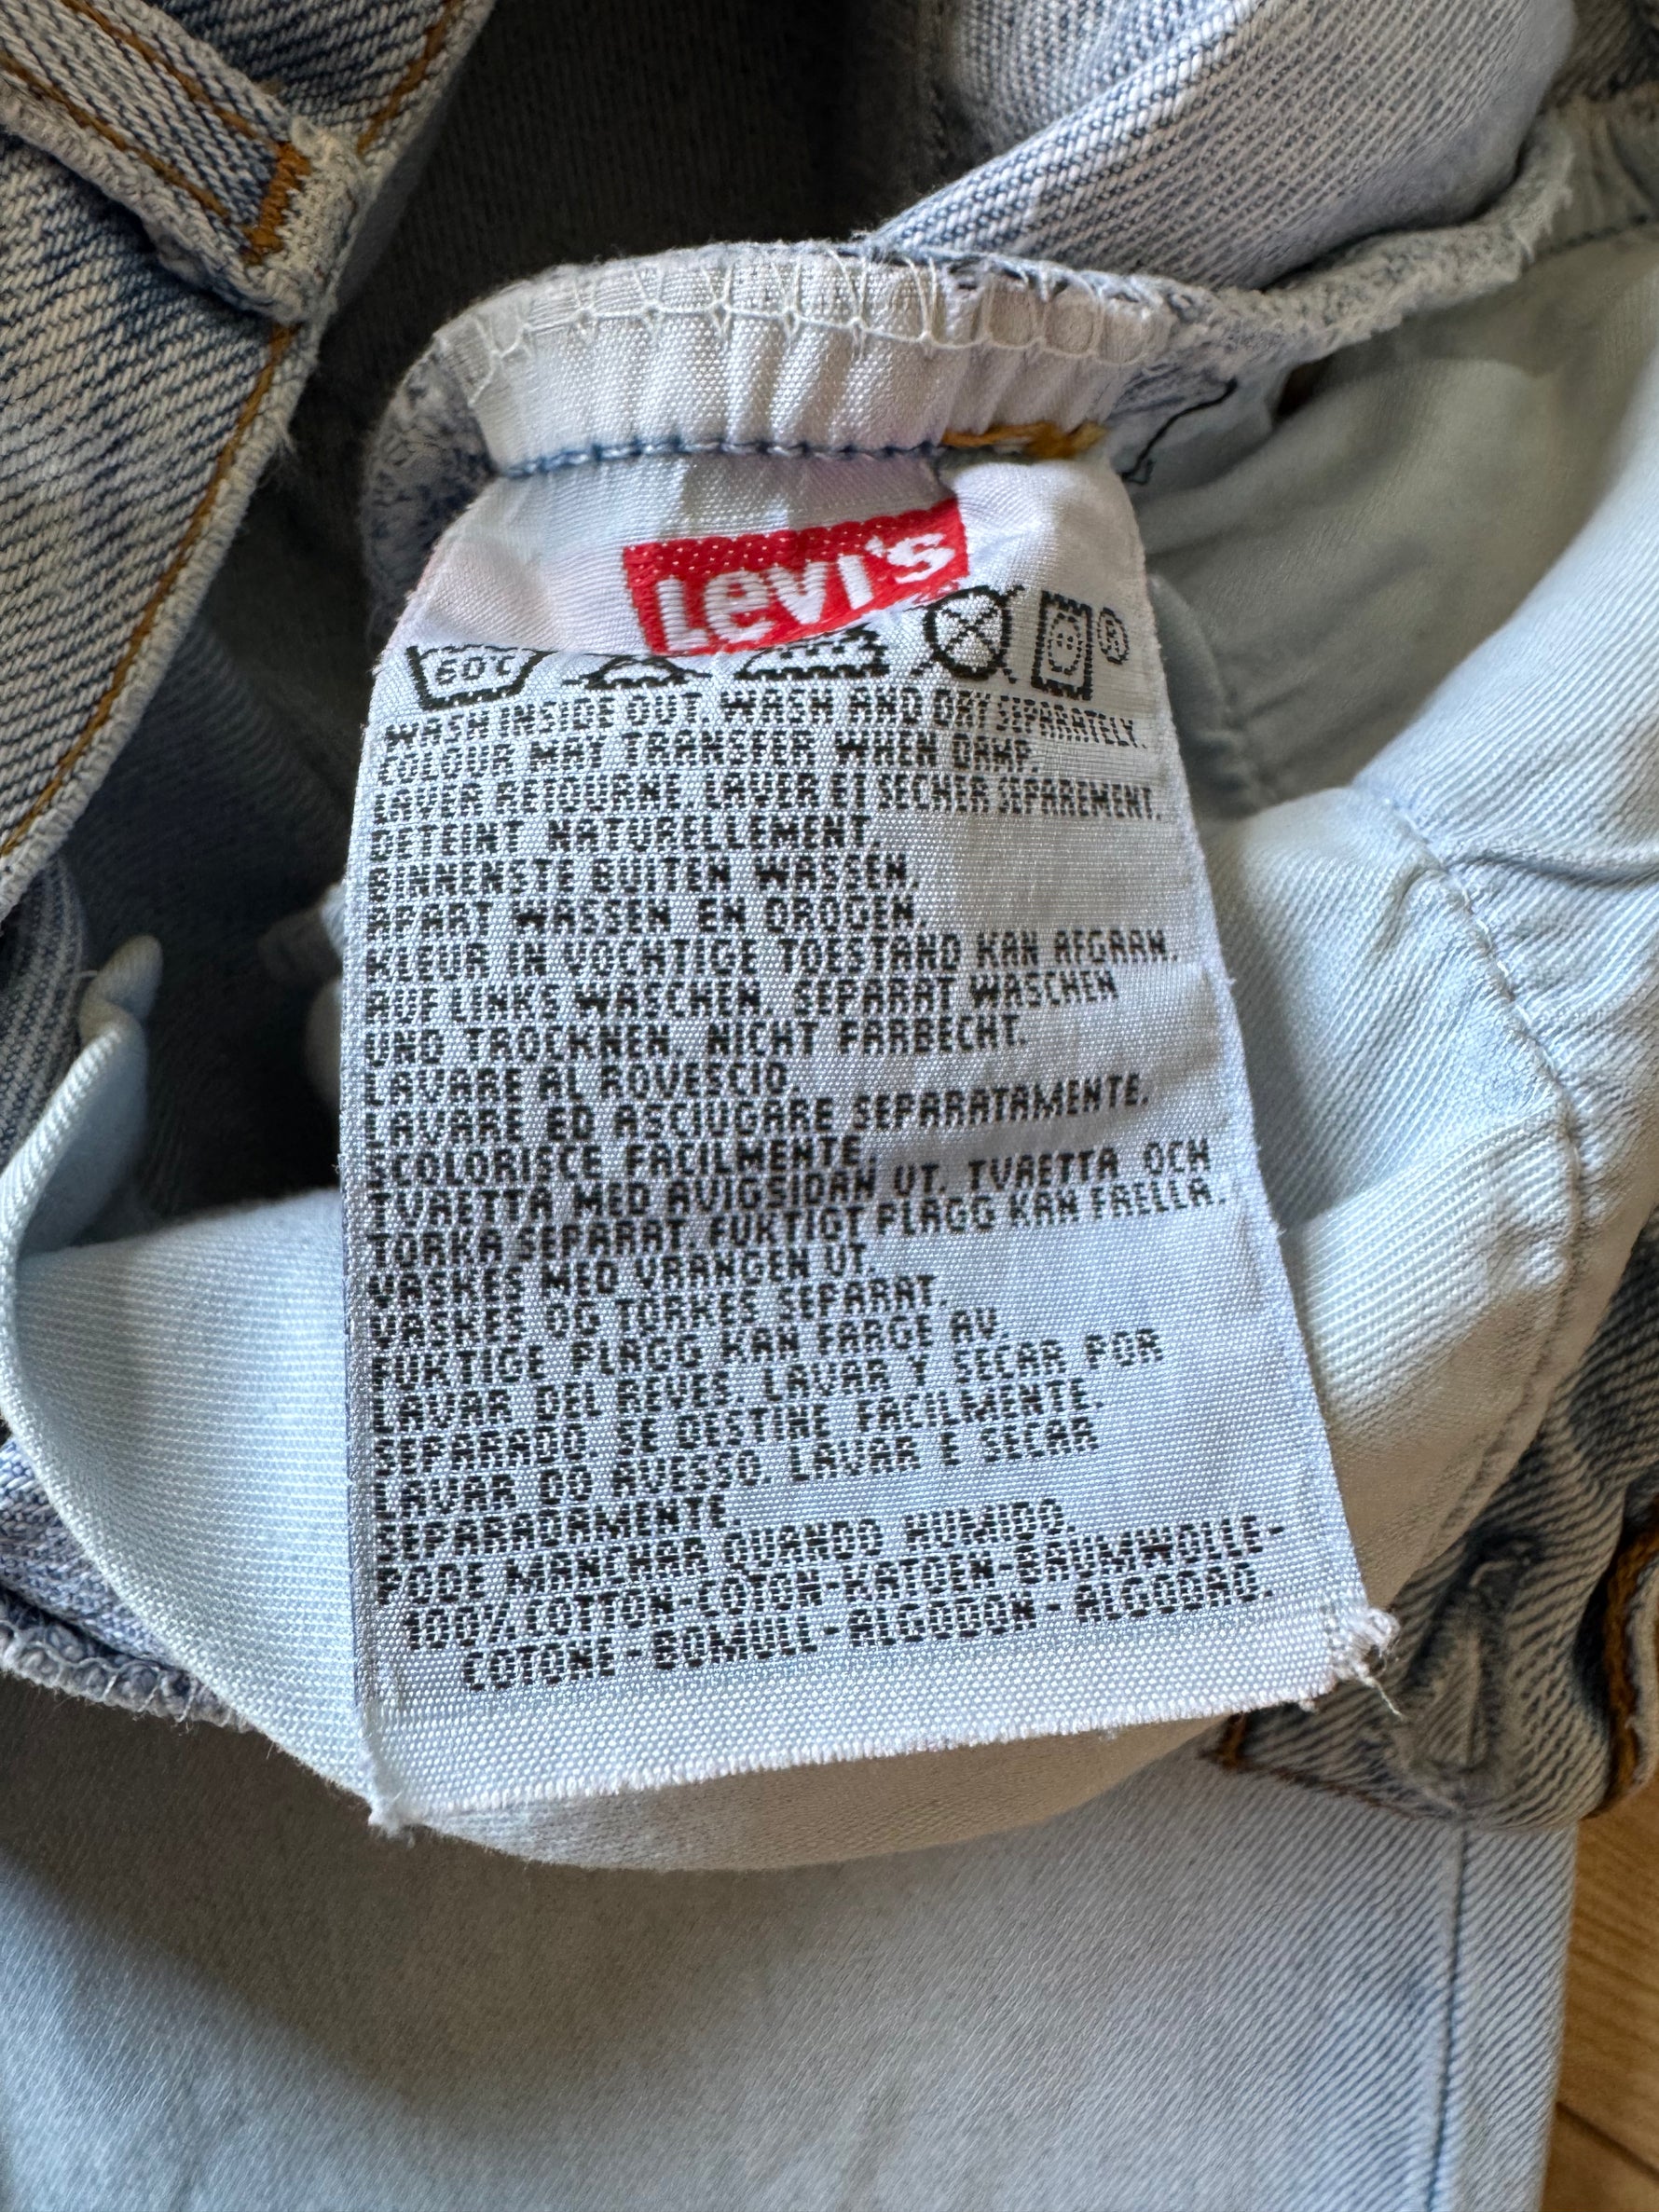 Levi's
60°C
®
WASH INSIDE OUT. WASH AND DRY SEPARATELY.
COLOUR MAY TRANSFER WHEN DAMP.
LAVER RETOURNE. LAVER ET SECHER SEPAREMENT.
DETEINT NATURELLEMENT.
BINNENSTE BUITEN WASSEN.
APART WASSEN EN DROGEN.
KLEUR IN VOCHTIGE TOESTAND KAN AFGAAN.
AUF LINKS WASCHEN. SEPARAT WASCHEN
UND TROCKNEN. NICHT FARBECHT.
LAVARE AL ROVESCIO.
LAVARE ED ASCIUGARE SEPARATAMENTE.
SCOLORISCE FACILMENTE
TVAETTA MED AVIGSIDAN UT. TVAETTA OCH
TORKA SEPARAT. FUKTIGT PLAGG KAN FAELLA.
VASKES MED VRANGEN UT.
VASKES OG TORKES SEPARAT.
FUKTIGE PLAGG KAN FARGE AV.
LAVAR DEL REVES. LAVAR Y SECAR POR
SEPARADO. SE DESTINE FACILMENTE.
LAVAR DO AVESSO. LAVAR E SECAR
SEPARADAMENTE
PODE MANCHAR QUANDO HUMIDO.
100% COTTON-COTON-KATOEN-BAUMWOLLE-
COTONE-BOMULL-ALGODON-ALGODAO.